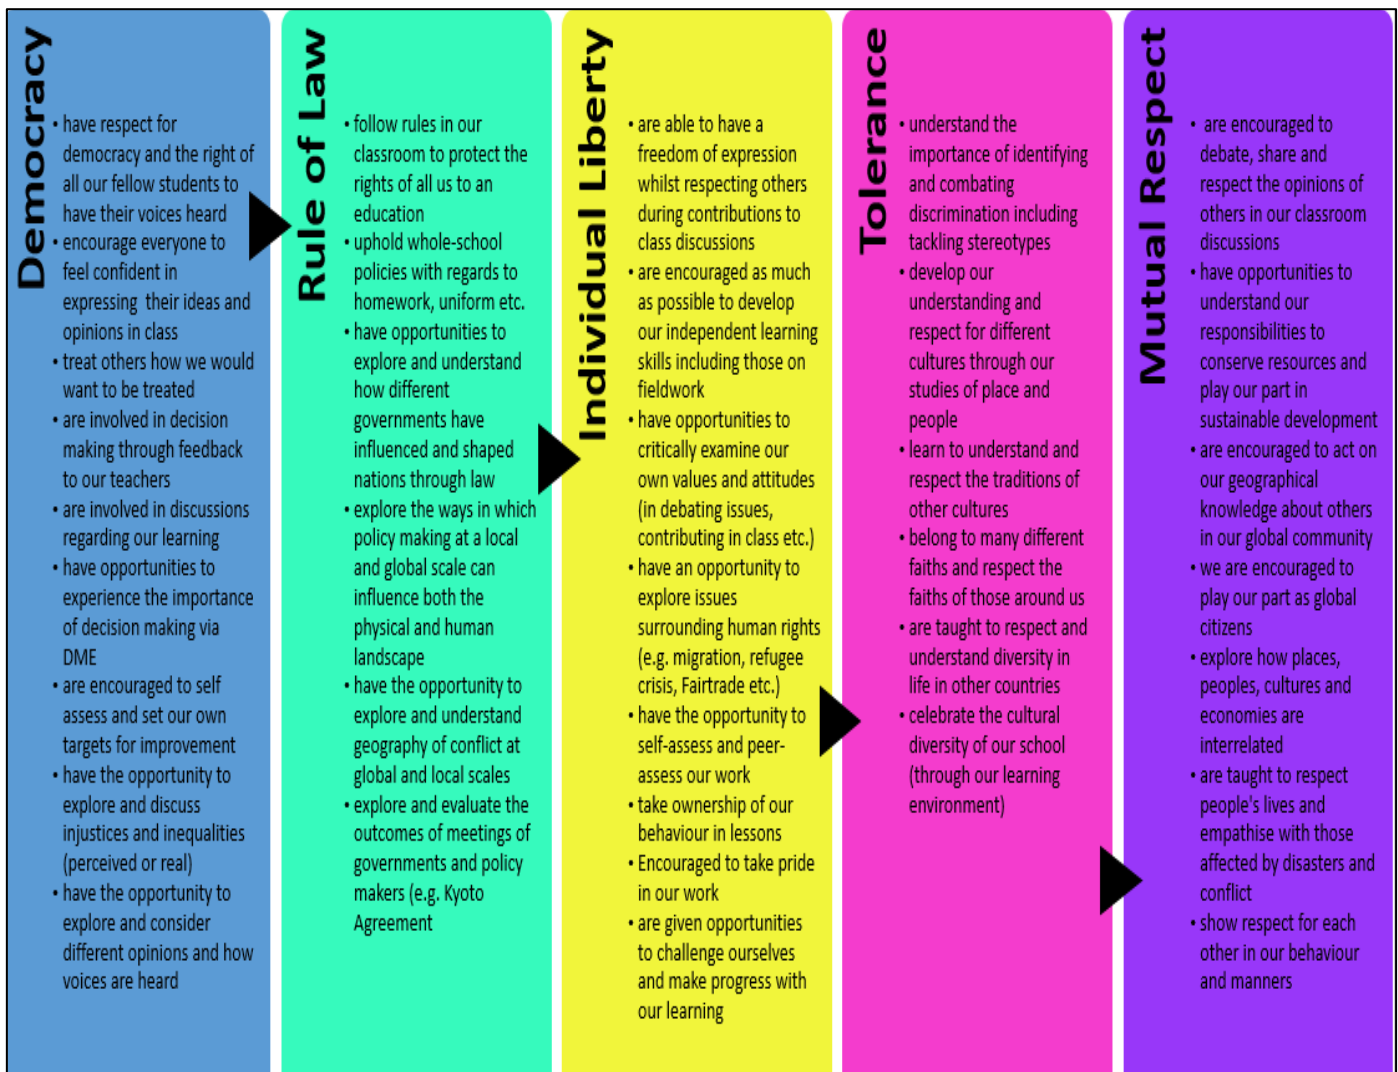 Democracy
• have respect for
democracy and the right of
all our fellow students to
have their voices heard
• encourage everyone to
feel confident in
expressing their ideas and
opinions in class
• treat others how we would
want to be treated
• are involved in decision
making through feedback
to our teachers
• are involved in discussions
regarding our learning
• have opportunities to
experience the importance
of decision making via
DME
• are encouraged to self
assess and set our own
targets for improvement
• have the opportunity to
explore and discuss
injustices and inequalities
(perceived or real)
• have the opportunity to
explore and consider
different opinions and how
voices are heard
Rule of Law
• follow rules in our
classroom to protect the
rights of all us to an
education
• uphold whole-school
policies with regards to
homework, uniform etc.
• have opportunities to
explore and understand
how different
governments have
influenced and shaped
nations through law
• explore the ways in which
policy making at a local
and global scale can
influence both the
physical and human
landscape
• have the opportunity to
explore and understand
geography of conflict at
global and local scales
• explore and evaluate the
outcomes of meetings of
governments and policy
makers (e.g. Kyoto
Agreement
Individual Liberty
• are able to have a
freedom of expression
whilst respecting others
during contributions to
class discussions
• are encouraged as much
as possible to develop
our independent learning
skills including those on
fieldwork
• have opportunities to
critically examine our
own values and attitudes
(in debating issues,
contributing in class etc.)
• have an opportunity to
explore issues
surrounding human rights
(e.g. migration, refugee
crisis, Fairtrade etc.)
• have the opportunity to
self-assess and peer-
assess our work
• take ownership of our
behaviour in lessons
• Encouraged to take pride
in our work
• are given opportunities
to challenge ourselves
and make progress with
our learning
Tolerance
• understand the
importance of identifying
and combating
discrimination including
tackling stereotypes
• develop our
understanding and
respect for different
cultures through our
studies of place and
people
• learn to understand and
respect the traditions of
other cultures
• belong to many different
faiths and respect the
faiths of those around us
• are taught to respect and
understand diversity in
life in other countries
• celebrate the cultural
diversity of our school
(through our learning
environment)
Mutual Respect
• are encouraged to
debate, share and
respect the opinions of
others in our classroom
discussions
• have opportunities to
understand our
responsibilities to
conserve resources and
play our part in
sustainable development
• are encouraged to act on
our geographical
knowledge about others
in our global community
• we are encouraged to
play our part as global
citizens
• explore how places,
peoples, cultures and
economies are
interrelated
• are taught to respect
people's lives and
empathise with those
affected by disasters and
conflict
• show respect for each
other in our behaviour
and manners